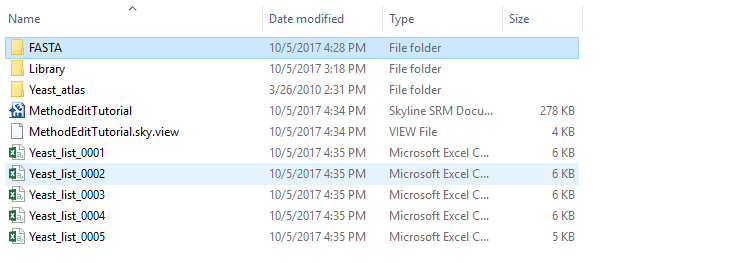 Name Date modified Type Size
FASTA 10/5/2017 4:28 PM File folder
Library 10/5/2017 3:18 PM File folder
Yeast_atlas 3/26/2010 2:31 PM File folder
MethodEditTutorial 10/5/2017 4:34 PM Skyline SRM Docu... 278 KB
MethodEditTutorial.sky.view 10/5/2017 4:34 PM VIEW File 4 KB
Yeast_list_0001 10/5/2017 4:35 PM Microsoft Excel C... 6 KB
Yeast_list_0002 10/5/2017 4:35 PM Microsoft Excel C... 6 KB
Yeast_list_0003 10/5/2017 4:35 PM Microsoft Excel C... 6 KB
Yeast_list_0004 10/5/2017 4:35 PM Microsoft Excel C... 6 KB
Yeast_list_0005 10/5/2017 4:35 PM Microsoft Excel C... 5 KB